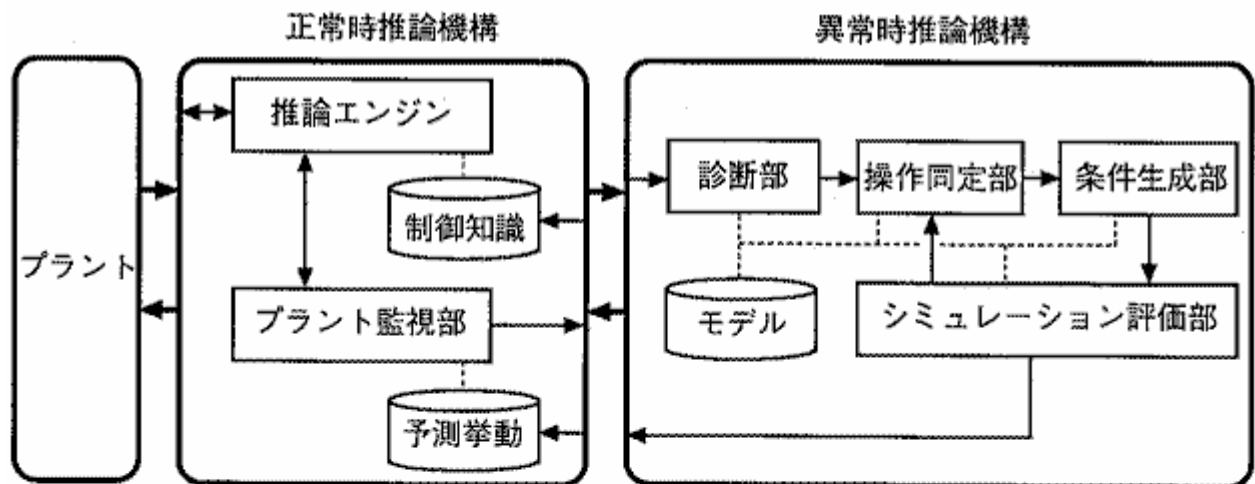 正常時推論機構
異常時推論機構
プラント
推論エンジン
制御知識
プラント監視部
予測挙動
診断部
操作同定部
条件生成部
モデル
シミュレーション評価部